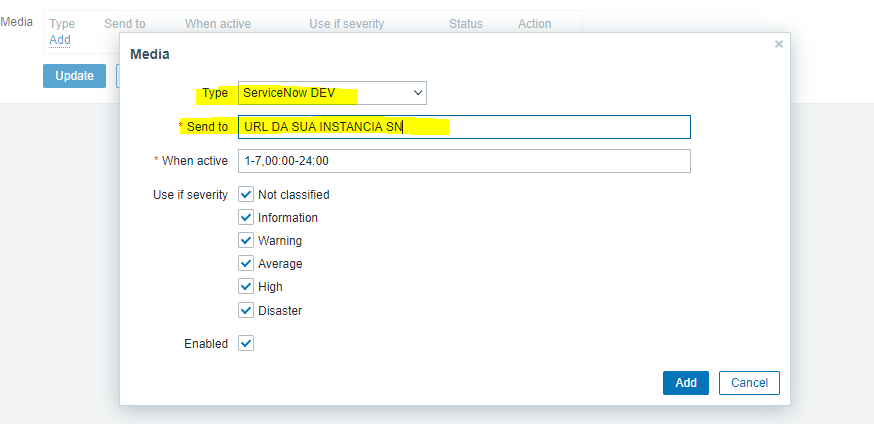 Media
Type Send to When active Use if severity Status Action
Add
Update
Media
Type ServiceNow DEV
* Send to URL DA SUA INSTANCIA SN
* When active 1-7,00:00-24:00
Use if severity Not classified
Information
Warning
Average
High
Disaster
Enabled
Add Cancel